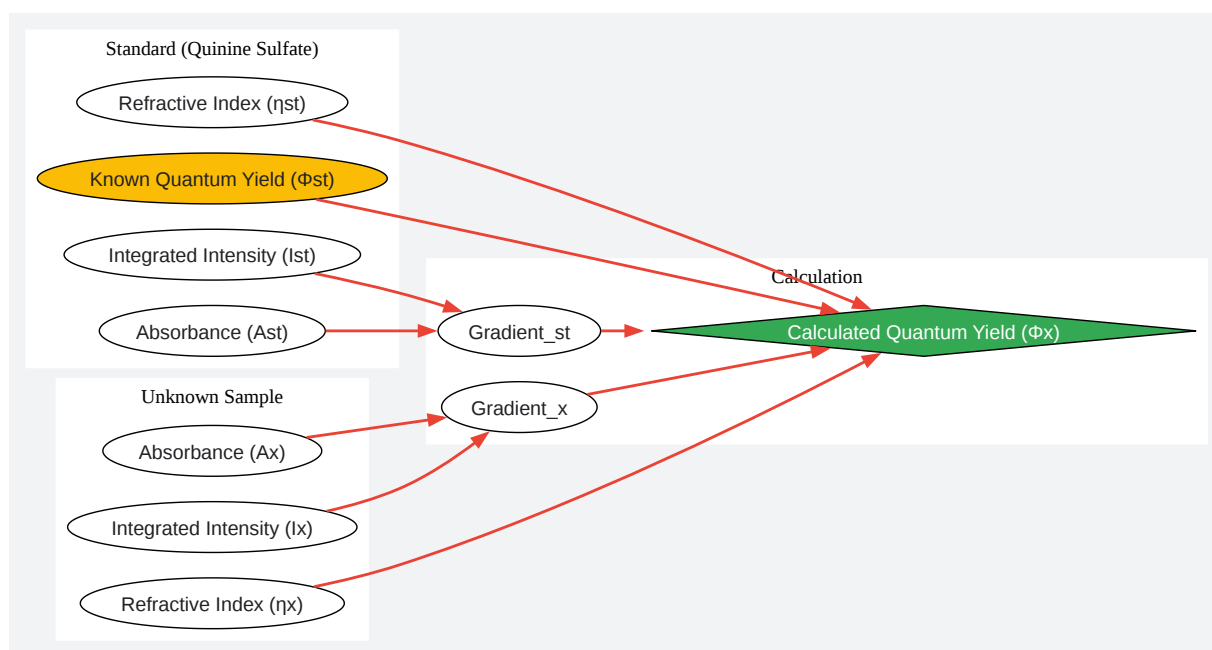 Standard (Quinine Sulfate)
Refractive Index (ηst)
Known Quantum Yield (Φst)
Integrated Intensity (Ist)
Absorbance (Ast)
Unknown Sample
Absorbance (Ax)
Integrated Intensity (Ix)
Refractive Index (ηx)
Calculation
Gradient_st
Calculated Quantum Yield (Φx)
Gradient_x